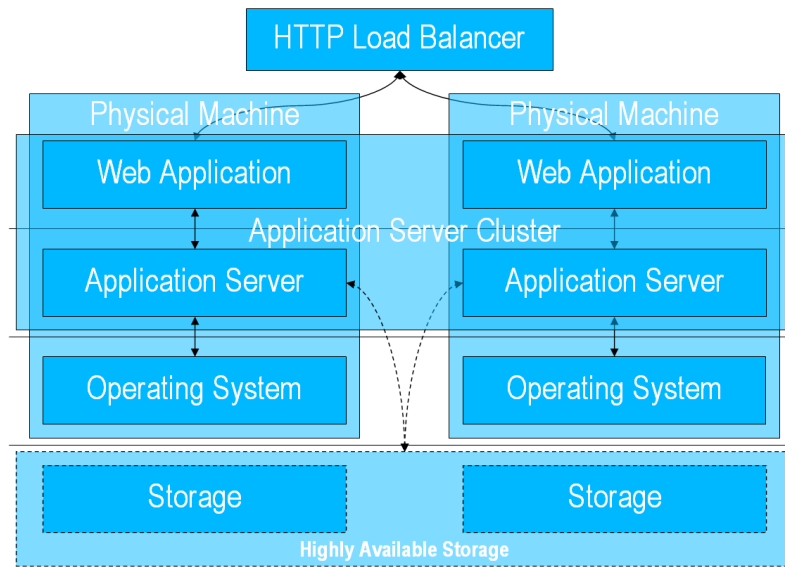 HTTP Load Balancer
Physical Machine
Physical Machine
Web Application
Web Application
Application Server Cluster
Application Server
Application Server
Operating System
Operating System
Storage
Storage
Highly Available Storage